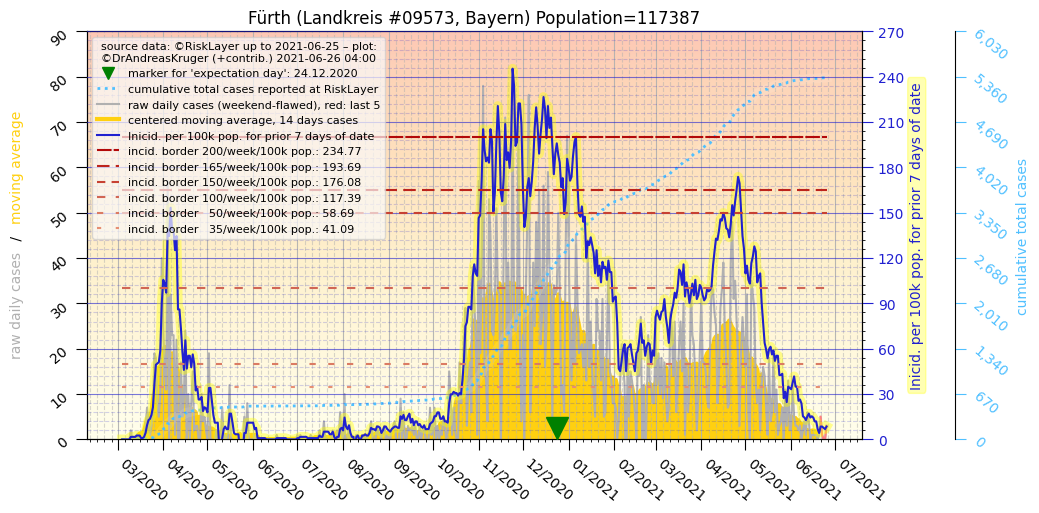 Fürth (Landkreis #09573, Bayern) Population=117387
source data: ©RiskLayer up to 2021-06-25 – plot:
©DrAndreasKruger (+contrib.) 2021-06-26 04:00
marker for 'expectation day': 24.12.2020
cumulative total cases reported at RiskLayer
raw daily cases (weekend-flawed), red: last 5
centered moving average, 14 days cases
Inicid. per 100k pop. for prior 7 days of date
incid. border 200/week/100k pop.: 234.77
incid. border 165/week/100k pop.: 193.69
incid. border 150/week/100k pop.: 176.08
incid. border 100/week/100k pop.: 117.39
incid. border   50/week/100k pop.: 58.69
incid. border   35/week/100k pop.: 41.09
raw daily cases / moving average
90
80
70
60
50
40
30
20
10
0
03/2020
04/2020
05/2020
06/2020
07/2020
08/2020
09/2020
10/2020
11/2020
12/2020
01/2021
02/2021
03/2021
04/2021
05/2021
06/2021
07/2021
270
240
210
180
150
120
90
60
30
0
Inicid. per 100k pop. for prior 7 days of date
6,030
5,360
4,690
4,020
3,350
2,680
2,010
1,340
670
0
cumulative total cases